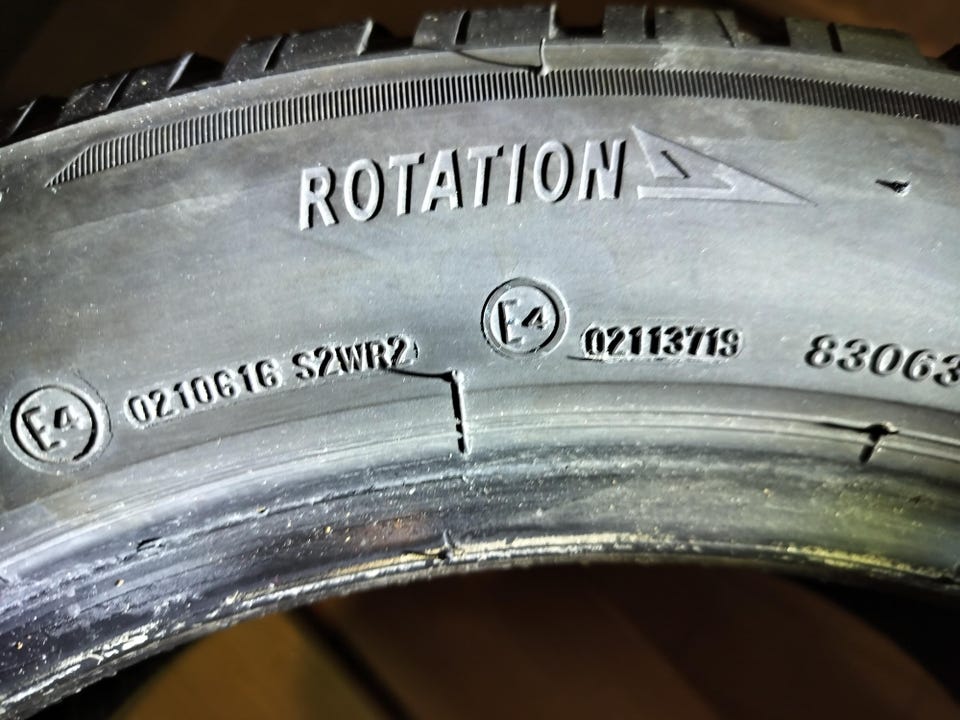 ROTATION
E4 02113719 83063
E4 0210616 S2WR2